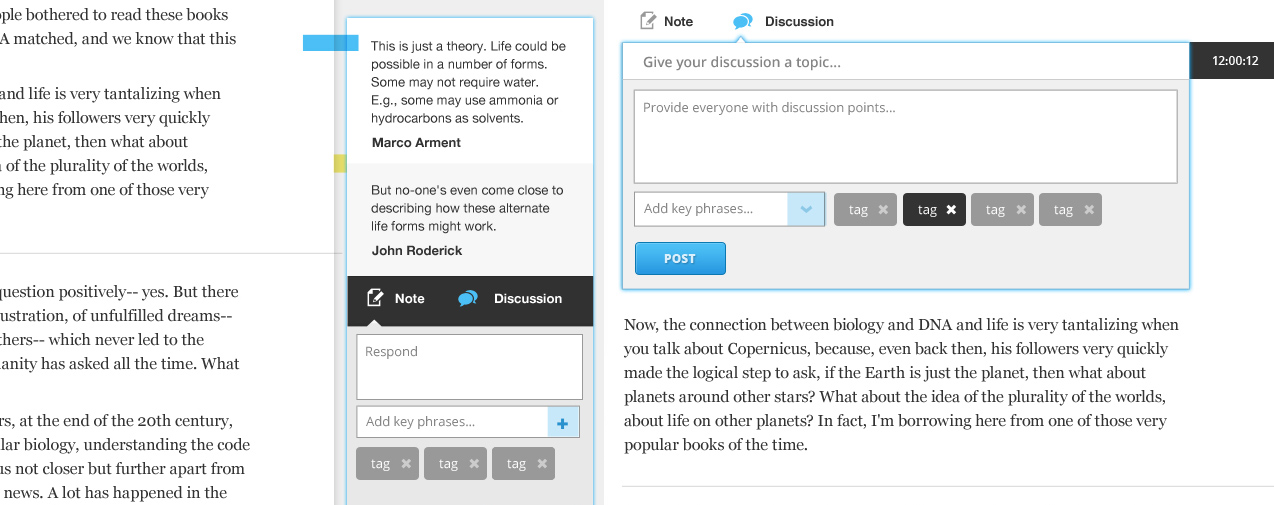 ople bothered to read these books
A matched, and we know that this
and life is very tantalizing when
hen, his followers very quickly
the planet, then what about
n of the plurality of the worlds,
ng here from one of those very
question positively-- yes. But there
ustration, of unfulfilled dreams--
thers-- which never led to the
anity has asked all the time. What
rs, at the end of the 20th century,
lar biology, understanding the code
us not closer but further apart from
news. A lot has happened in the
This is just a theory. Life could be
possible in a number of forms.
Some may not require water.
E.g., some may use ammonia or
hydrocarbons as solvents.
Marco Arment
But no-one's even come close to
describing how these alternate
life forms might work.
John Roderick
Note Discussion
Respond
Add key phrases...
tag tag tag
Note Discussion
Give your discussion a topic...
12:00:12
Provide everyone with discussion points...
Add key phrases... tag tag tag tag
POST
Now, the connection between biology and DNA and life is very tantalizing when
you talk about Copernicus, because, even back then, his followers very quickly
made the logical step to ask, if the Earth is just the planet, then what about
planets around other stars? What about the idea of the plurality of the worlds,
about life on other planets? In fact, I'm borrowing here from one of those very
popular books of the time.